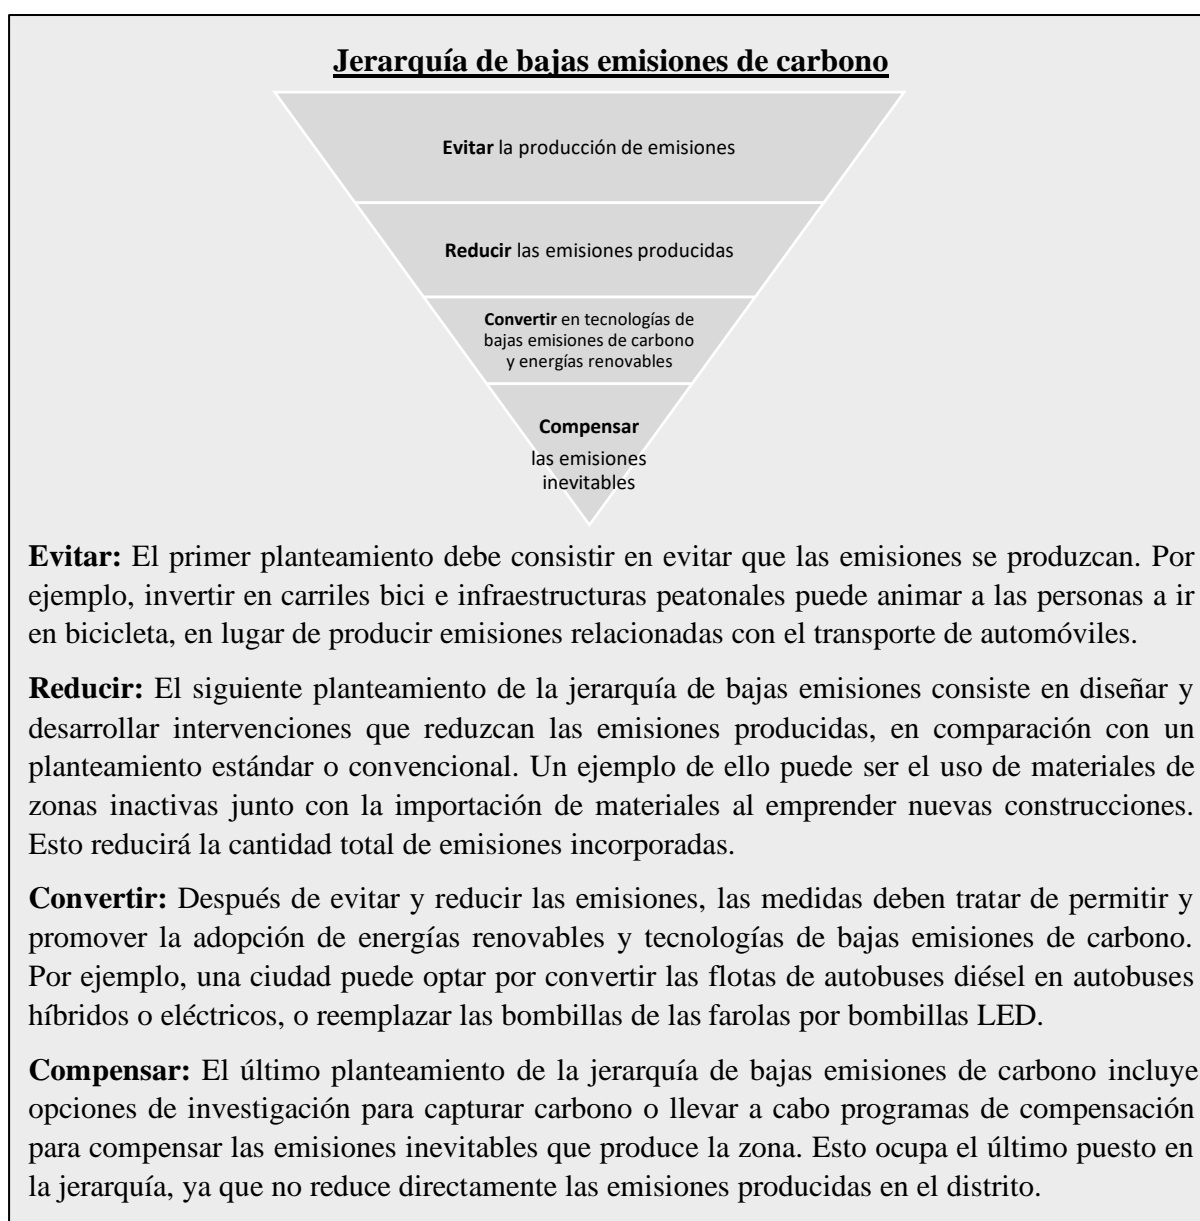 Jerarquía de bajas emisiones de carbono
Evitar la producción de emisiones
Reducir las emisiones producidas
Convertir en tecnologías de
bajas emisiones de carbono
y energías renovables
Compensar
las emisiones
inevitables
Evitar: El primer planteamiento debe consistir en evitar que las emisiones se produzcan. Por
ejemplo, invertir en carriles bici e infraestructuras peatonales puede animar a las personas a ir
en bicicleta, en lugar de producir emisiones relacionadas con el transporte de automóviles.
Reducir: El siguiente planteamiento de la jerarquía de bajas emisiones consiste en diseñar y
desarrollar intervenciones que reduzcan las emisiones producidas, en comparación con un
planteamiento estándar o convencional. Un ejemplo de ello puede ser el uso de materiales de
zonas inactivas junto con la importación de materiales al emprender nuevas construcciones.
Esto reducirá la cantidad total de emisiones incorporadas.
Convertir: Después de evitar y reducir las emisiones, las medidas deben tratar de permitir y
promover la adopción de energías renovables y tecnologías de bajas emisiones de carbono.
Por ejemplo, una ciudad puede optar por convertir las flotas de autobuses diésel en autobuses
híbridos o eléctricos, o reemplazar las bombillas de las farolas por bombillas LED.
Compensar: El último planteamiento de la jerarquía de bajas emisiones de carbono incluye
opciones de investigación para capturar carbono o llevar a cabo programas de compensación
para compensar las emisiones inevitables que produce la zona. Esto ocupa el último puesto en
la jerarquía, ya que no reduce directamente las emisiones producidas en el distrito.